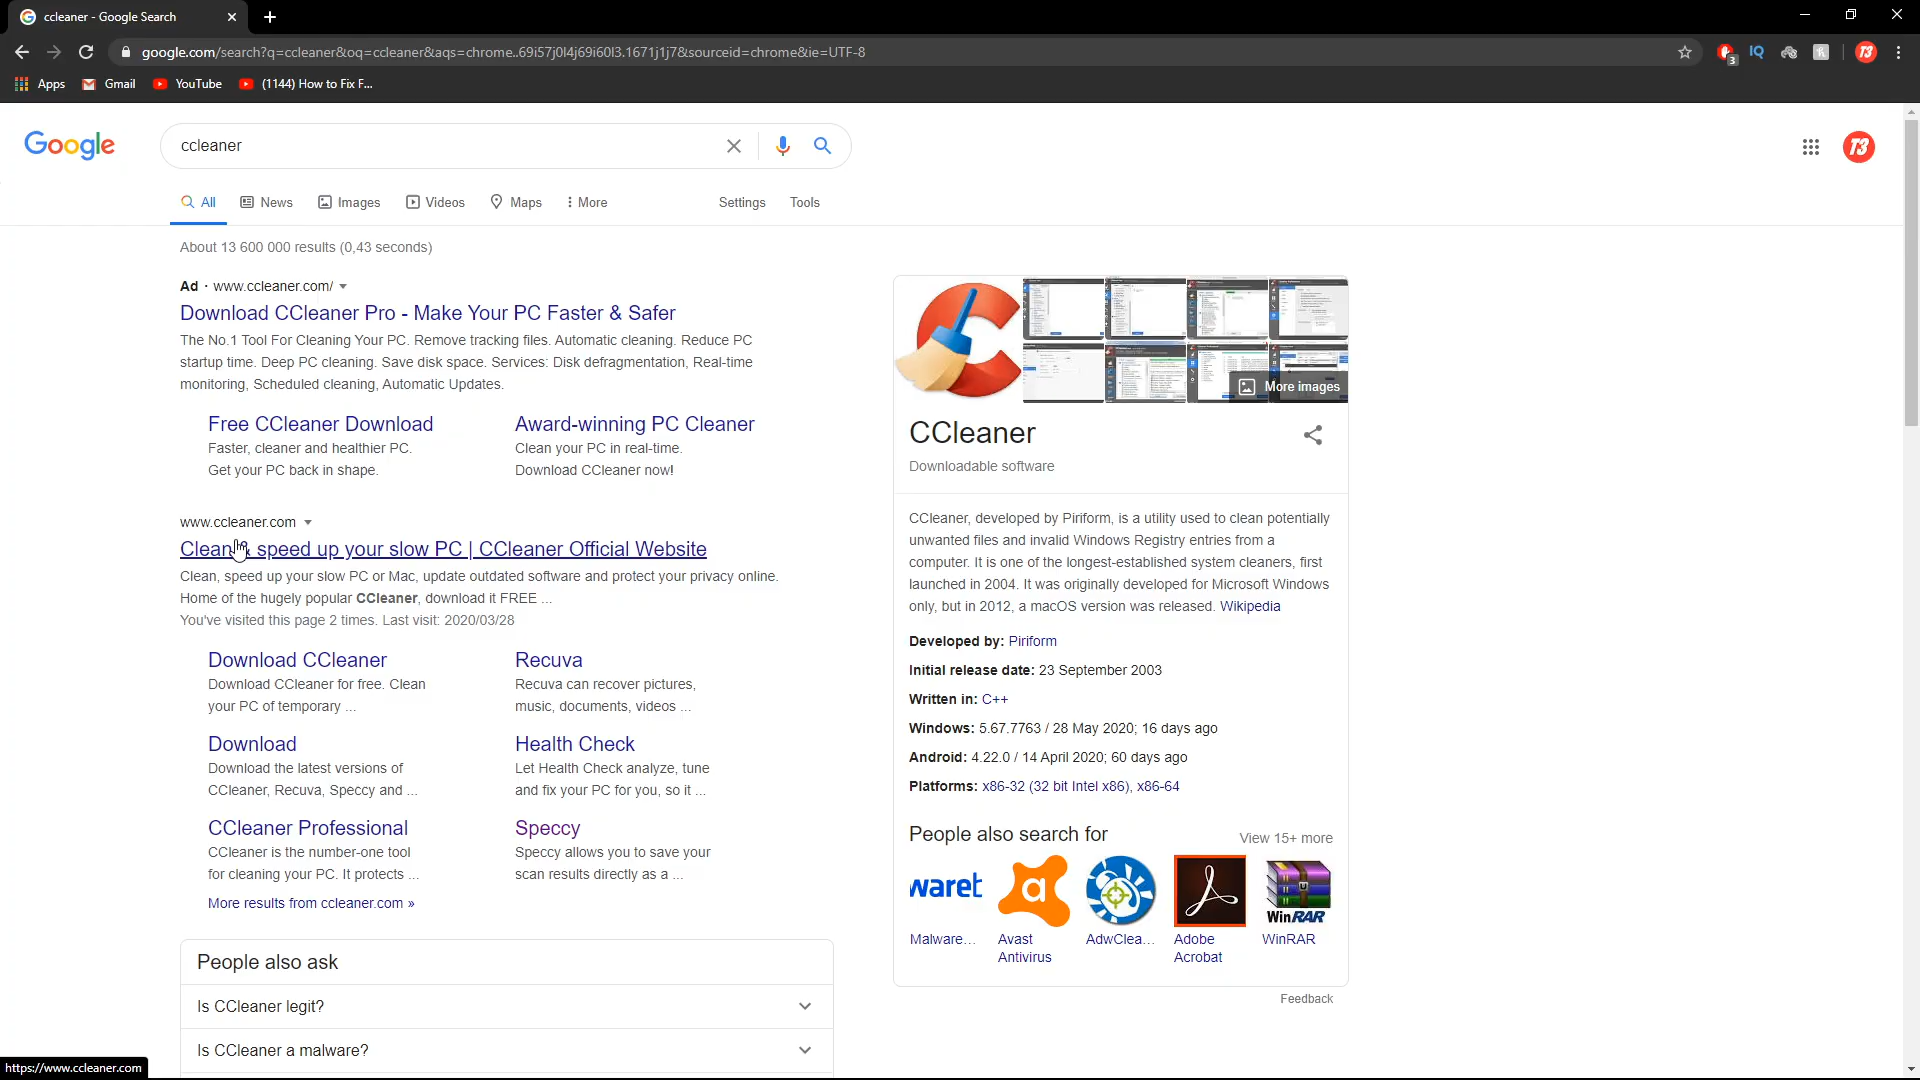 ccleaner - Google Search
google.com/search?q=ccleaner&oq=ccleaner&aqs=chrome..69i57j0l4j69i60l3.1671j1j7&sourceid=chrome&ie=UTF-8
3
IQ
T3
Apps
Gmail
YouTube
(1144) How to Fix F...
Google
ccleaner
T3
All
News
Images
Videos
Maps
More
Settings
Tools
About 13 600 000 results (0,43 seconds)
Ad · www.ccleaner.com/
Download CCleaner Pro - Make Your PC Faster & Safer
The No.1 Tool For Cleaning Your PC. Remove tracking files. Automatic cleaning. Reduce PC
startup time. Deep PC cleaning. Save disk space. Services: Disk defragmentation, Real-time
monitoring, Scheduled cleaning, Automatic Updates.
Free CCleaner Download
Faster, cleaner and healthier PC.
Get your PC back in shape.
Award-winning PC Cleaner
Clean your PC in real-time.
Download CCleaner now!
www.ccleaner.com
Clean & speed up your slow PC | CCleaner Official Website
Clean, speed up your slow PC or Mac, update outdated software and protect your privacy online.
Home of the hugely popular CCleaner, download it FREE ...
You've visited this page 2 times. Last visit: 2020/03/28
Download CCleaner
Download CCleaner for free. Clean
your PC of temporary ...
Recuva
Recuva can recover pictures,
music, documents, videos ...
Download
Download the latest versions of
CCleaner, Recuva, Speccy and ...
Health Check
Let Health Check analyze, tune
and fix your PC for you, so it ...
CCleaner Professional
CCleaner is the number-one tool
for cleaning your PC. It protects ...
Speccy
Speccy allows you to save your
scan results directly as a ...
More results from ccleaner.com »
People also ask
Is CCleaner legit?
Is CCleaner a malware?
More images
CCleaner
Downloadable software
CCleaner, developed by Piriform, is a utility used to clean potentially
unwanted files and invalid Windows Registry entries from a
computer. It is one of the longest-established system cleaners, first
launched in 2004. It was originally developed for Microsoft Windows
only, but in 2012, a macOS version was released. Wikipedia
Developed by: Piriform
Initial release date: 23 September 2003
Written in: C++
Windows: 5.67.7763 / 28 May 2020; 16 days ago
Android: 4.22.0 / 14 April 2020; 60 days ago
Platforms: x86-32 (32 bit Intel x86), x86-64
People also search for
View 15+ more
waret
a
WinRAR
Malware...
Avast
Antivirus
AdwClea...
Adobe
Acrobat
WinRAR
Feedback
https://www.ccleaner.com